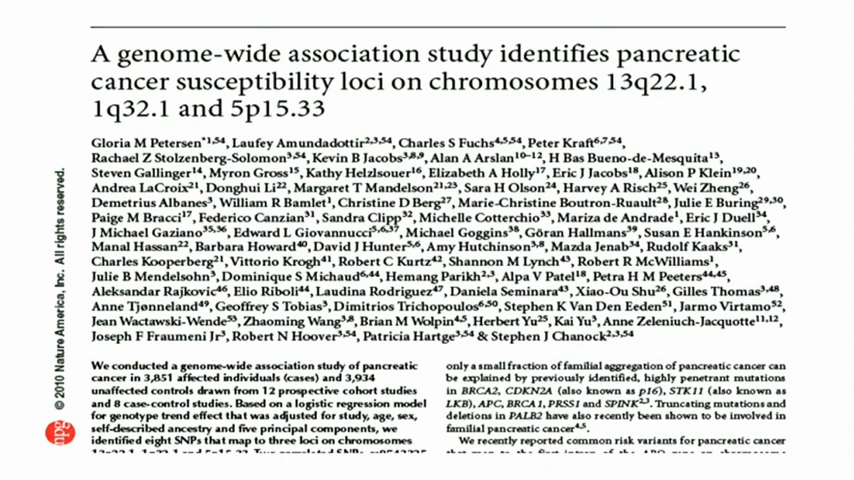 A genome-wide association study identifies pancreatic
cancer susceptibility loci on chromosomes 13q22.1,
1q32.1 and 5p15.33
Gloria M Petersen*1,54, Laufey Amundadottir2,3,54, Charles S Fuchs4,5,54, Peter Kraft6,7,54,
Rachael Z Stolzenberg-Solomon3,54, Kevin B Jacobs3,8,9, Alan A Arslan10–12, H Bas Bueno-de-Mesquita13,
Steven Gallinger14, Myron Gross15, Kathy Helzlsouer16, Elizabeth A Holly17, Eric J Jacobs18, Alison P Klein19,20,
Andrea LaCroix21, Donghui Li22, Margaret T Mandelson21,23, Sara H Olson24, Harvey A Risch25, Wei Zheng26,
Demetrius Albanes3, William R Bamlet1, Christine D Berg27, Marie-Christine Boutron-Ruault28, Julie E Buring29,30,
Paige M Bracci17, Federico Canzian31, Sandra Clipp32, Michelle Cotterchio33, Mariza de Andrade1, Eric J Duell34,
J Michael Gaziano35,36, Edward L Giovannucci5,6,37, Michael Goggins38, Göran Hallmans39, Susan E Hankinson5,6,
Manal Hassan22, Barbara Howard40, David J Hunter5,6, Amy Hutchinson3,8, Mazda Jenab34, Rudolf Kaaks31,
Charles Kooperberg21, Vittorio Krogh41, Robert C Kurtz42, Shannon M Lynch43, Robert R McWilliams1,
Julie B Mendelsohn3, Dominique S Michaud6,44, Hemang Parikh2,3, Alpa V Patel18, Petra H M Peeters44,45,
Aleksandar Rajkovic46, Elio Riboli44, Laudina Rodriguez47, Daniela Seminara43, Xiao-Ou Shu26, Gilles Thomas3,48,
Anne Tjønneland49, Geoffrey S Tobias3, Dimitrios Trichopoulos6,50, Stephen K Van Den Eeden51, Jarmo Virtamo52,
Jean Wactawski-Wende53, Zhaoming Wang3,8, Brian M Wolpin4,5, Herbert Yu25, Kai Yu3, Anne Zeleniuch-Jacquotte11,12,
Joseph F Fraumeni Jr3, Robert N Hoover3,54, Patricia Hartge3,54 & Stephen J Chanock2,3,54
We conducted a genome-wide association study of pancreatic
cancer in 3,851 affected individuals (cases) and 3,934
unaffected controls drawn from 12 prospective cohort studies
and 8 case-control studies. Based on a logistic regression model
for genotype trend effect that was adjusted for study, age, sex,
self-described ancestry and five principal components, we
identified eight SNPs that map to three loci on chromosomes
only a small fraction of familial aggregation of pancreatic cancer can
be explained by previously identified, highly penetrant mutations
in BRCA2, CDKN2A (also known as p16), STK11 (also known as
LKB), APC, BRCA1, PRSS1 and SPINK2,3. Truncating mutations and
deletions in PALB2 have also recently been shown to be involved in
familial pancreatic cancer4,5.
We recently reported common risk variants for pancreatic cancer
© 2010 Nature America, Inc. All rights reserved.